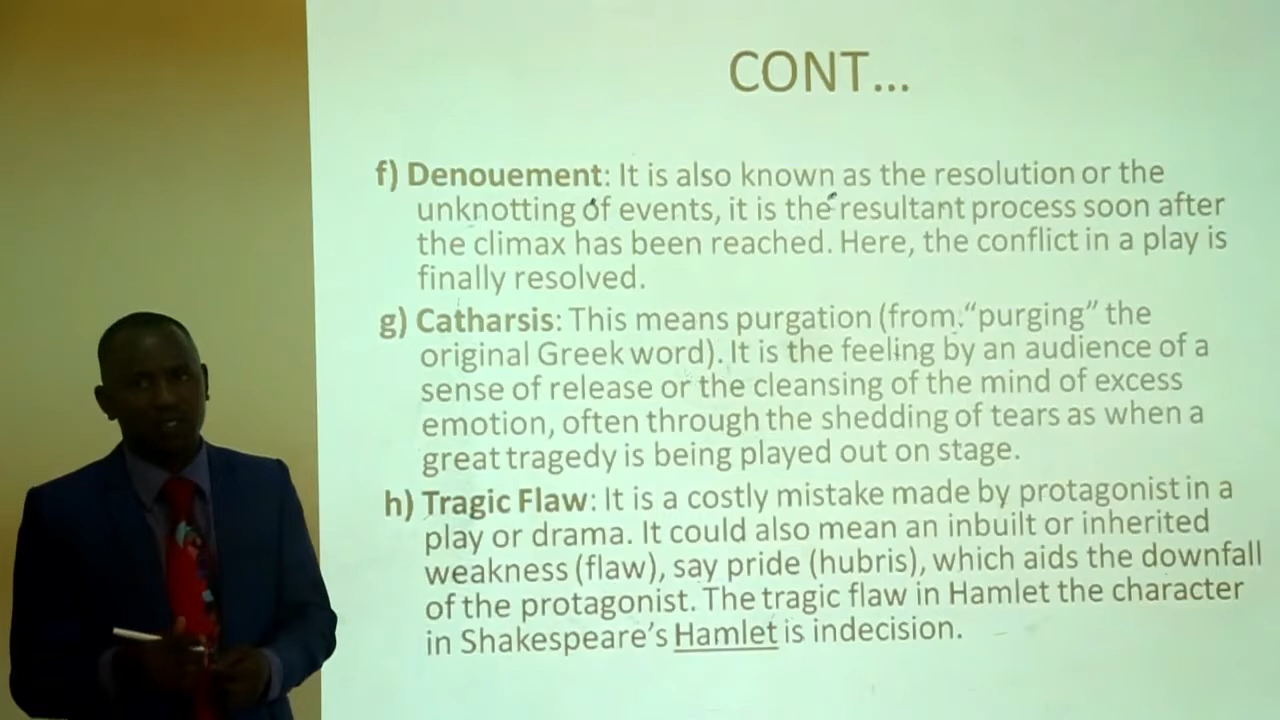 CONT...
f) Denouement: It is also known as the resolution or the
unknotting of events, it is the resultant process soon after
the climax has been reached. Here, the conflict in a play is
finally resolved.
g) Catharsis: This means purgation (from "purging" the
original Greek word). It is the feeling by an audience of a
sense of release or the cleansing of the mind of excess
emotion, often through the shedding of tears as when a
great tragedy is being played out on stage.
h) Tragic Flaw: It is a costly mistake made by protagonist in a
play or drama. It could also mean an inbuilt or inherited
weakness (flaw), say pride (hubris), which aids the downfall
of the protagonist. The tragic flaw in Hamlet the character
in Shakespeare's Hamlet is indecision.